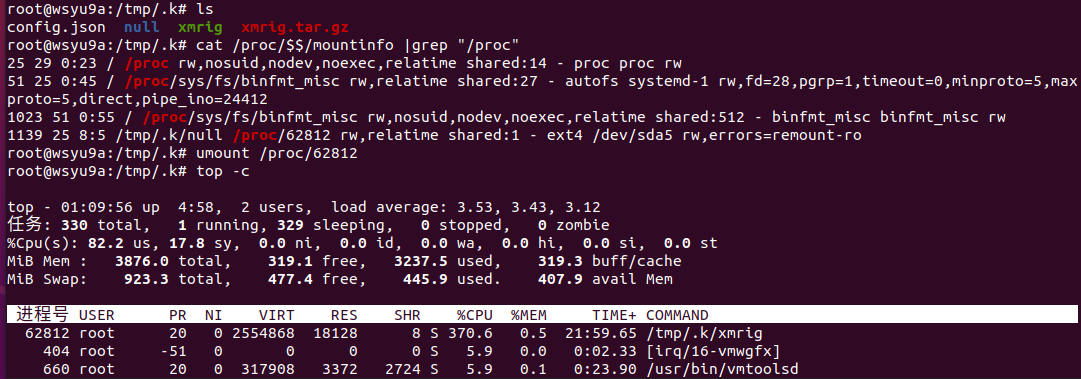 root@wsyu9a:/tmp/.k# ls
config.json  null  xmrig  xmrig.tar.gz
root@wsyu9a:/tmp/.k# cat /proc/$$/mountinfo |grep "/proc"
25 29 0:23 / /proc rw,nosuid,nodev,noexec,relatime shared:14 - proc proc rw
51 25 0:45 / /proc/sys/fs/binfmt_misc rw,relatime shared:27 - autofs systemd-1 rw,fd=28,pgrp=1,timeout=0,minproto=5,max
proto=5,direct,pipe_ino=24412
1023 51 0:55 / /proc/sys/fs/binfmt_misc rw,nosuid,nodev,noexec,relatime shared:512 - binfmt_misc binfmt_misc rw
1139 25 8:5 /tmp/.k/null /proc/62812 rw,relatime shared:1 - ext4 /dev/sda5 rw,errors=remount-ro
root@wsyu9a:/tmp/.k# umount /proc/62812
root@wsyu9a:/tmp/.k# top -c
top - 01:09:56 up  4:58,  2 users,  load average: 3.53, 3.43, 3.12
任务: 330 total,   1 running, 329 sleeping,   0 stopped,   0 zombie
%Cpu(s): 82.2 us, 17.8 sy,  0.0 ni,  0.0 id,  0.0 wa,  0.0 hi,  0.0 si,  0.0 st
MiB Mem :   3876.0 total,    319.1 free,   3237.5 used,    319.3 buff/cache
MiB Swap:    923.3 total,    477.4 free,    445.9 used.    407.9 avail Mem
进程号 USER      PR  NI    VIRT    RES    SHR    %CPU  %MEM     TIME+ COMMAND
62812 root      20   0 2554868  18128      8 S 370.6   0.5  21:59.65 /tmp/.k/xmrig
404 root     -51   0       0      0      0 S   5.9   0.0   0:02.33 [irq/16-vmwgfx]
660 root      20   0  317908   3372   2724 S   5.9   0.1   0:23.90 /usr/bin/vmtoolsd